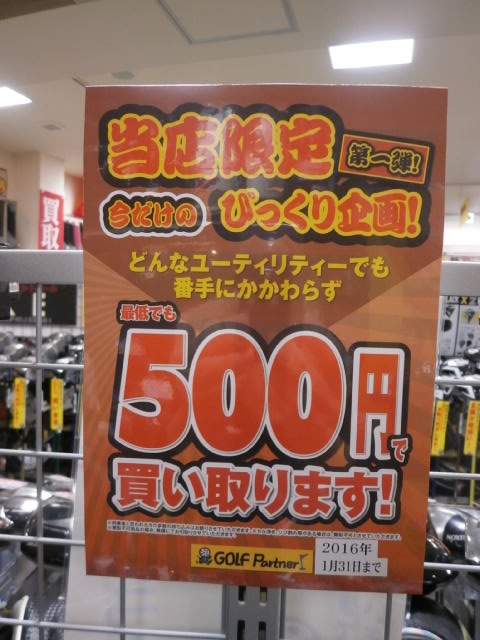 当店限定
第一弾!
今だけの びっくり企画!
どんなユーティリティーでも
番手にかかわらず
最低でも
500円で
買い取ります!
GOLF Partner
2016年
1月31日まで
買取